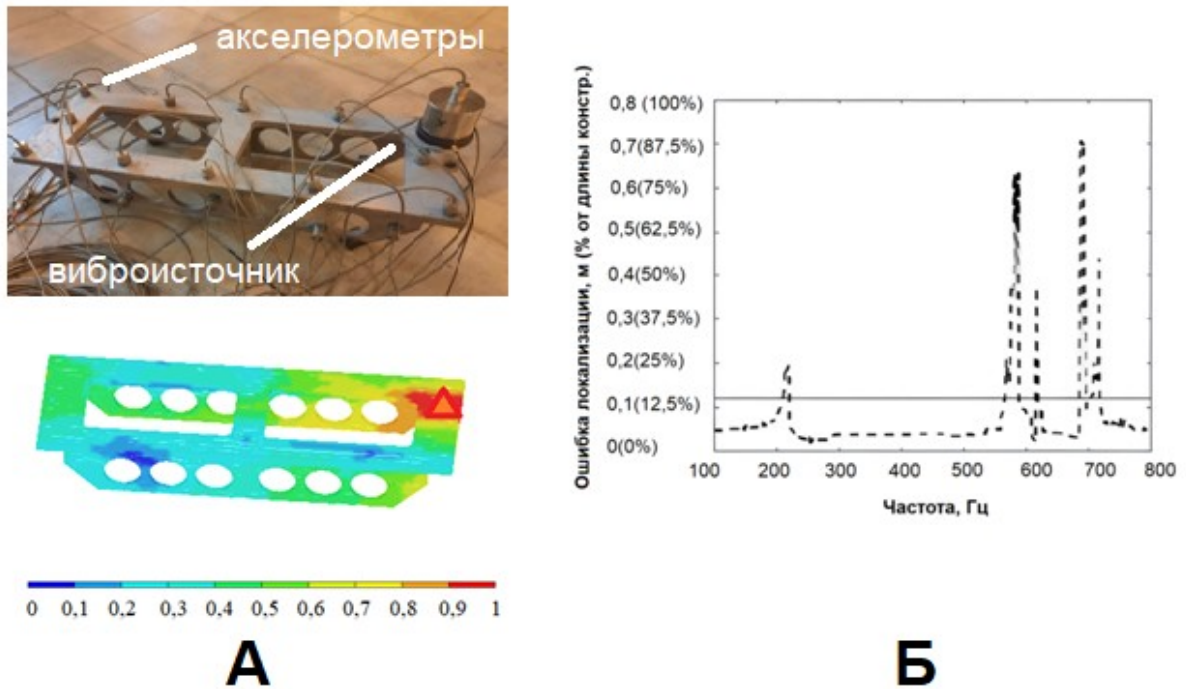 акселерометры
виброисточник
0 0,1 0,2 0,3 0,4 0,5 0,6 0,7 0,8 0,9 1
А
Ошибка локализации, м (% от длины констр.)
0,8 (100%)
0,7(87,5%)
0,6(75%)
0,5(62,5%)
0,4(50%)
0,3(37,5%)
0,2(25%)
0,1(12,5%)
0(0%)
100 200 300 400 500 600 700 800
Частота, Гц
Б